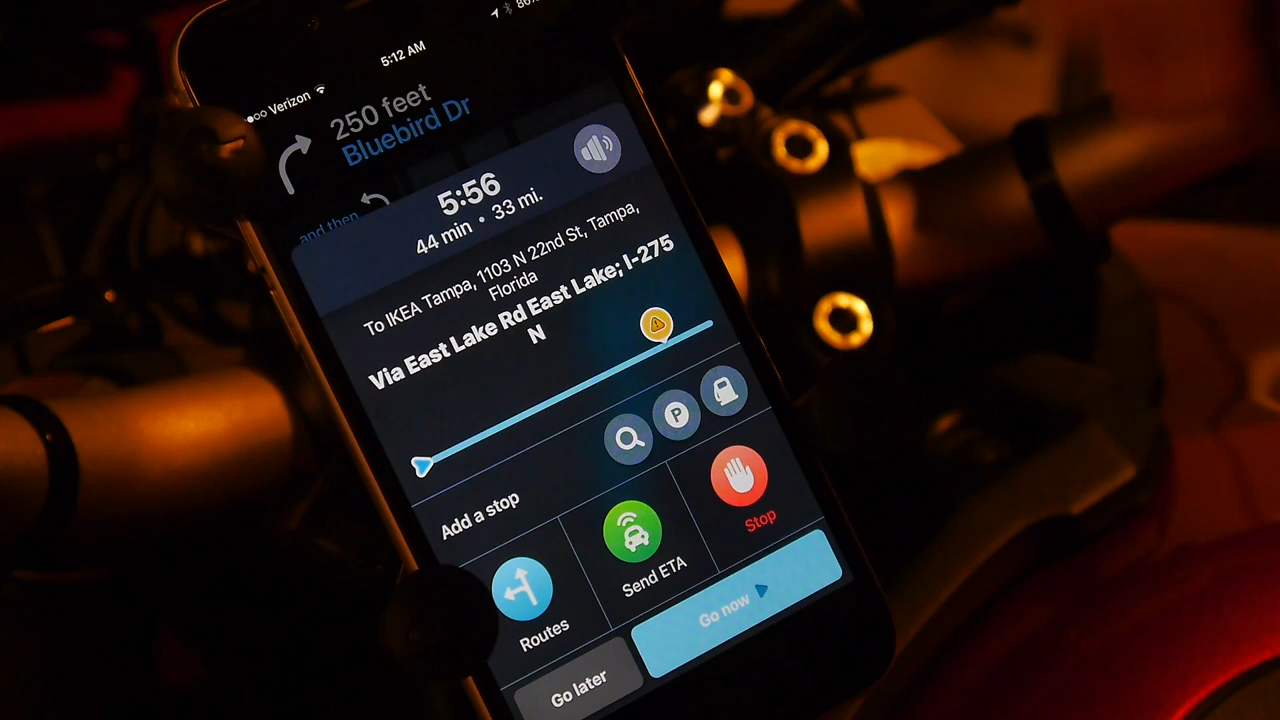 86%
5:12 AM
Verizon
250 feet
Bluebird Dr
and then
5:56
44 min • 33 mi.
To IKEA Tampa, 1103 N 22nd St, Tampa,
Florida
Via East Lake Rd East Lake; I-275
N
P
Add a stop
Stop
Send ETA
Routes
Go now
Go later